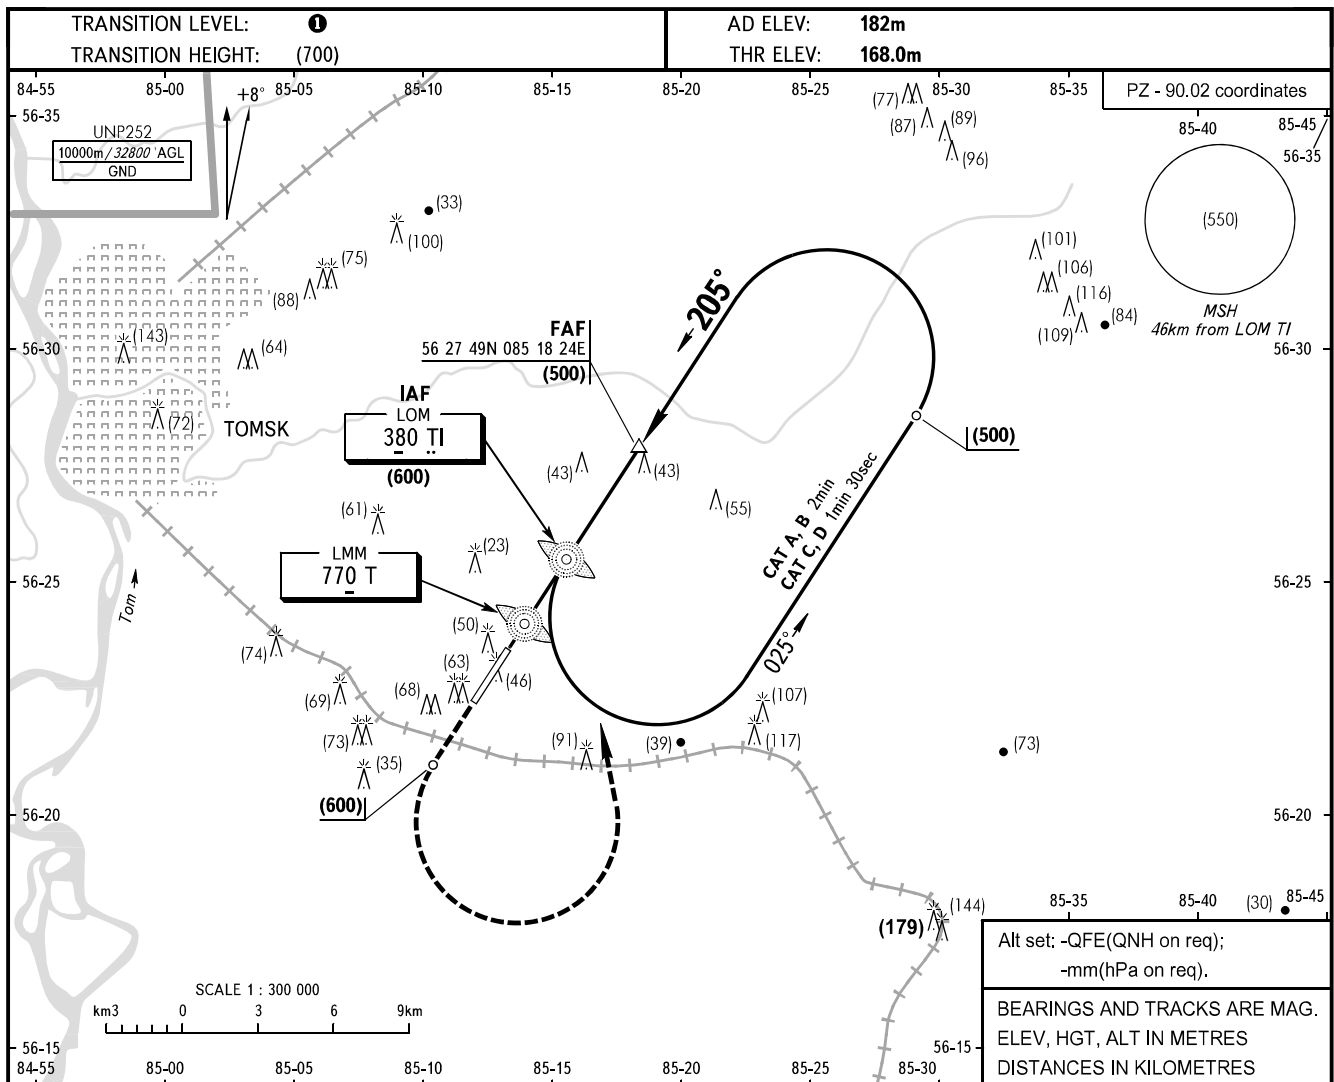 TRANSITION LEVEL: ❶
TRANSITION HEIGHT: (700)
AD ELEV: 182m
THR ELEV: 168.0m
84-55 85-00 85-05 85-10 85-15 85-20 85-25 85-30 85-35
PZ - 90.02 coordinates
56-35
+8°
85-40 85-45
56-35
UNP252
10000m/32800 'AGL
GND
(77)
(87)
(89)
(96)
(33)
(100)
(75)
(88)
(550)
MSH
46km from LOM TI
(101)
(106)
(116)
(109)
(84)
205°
(143)
(64)
56-30
56-30
FAF
56 27 49N 085 18 24E
(500)
IAF
LOM
380 TI
(600)
(72)
TOMSK
(500)
(43)
(43)
(55)
CAT A, B 2min
CAT C, D 1min 30sec
(61)
(23)
LMM
770 T
56-25
56-25
Tom
(50)
025°
(74)
(63)
(46)
(69)
(68)
(107)
(117)
(73)
(91)
(39)
(73)
(35)
(600)
56-20
56-20
85-35 85-40 85-45
(30)
(144)
(179)
Alt set: -QFE(QNH on req);
-mm(hPa on req).
SCALE 1 : 300 000
km3 0 3 6 9km
BEARINGS AND TRACKS ARE MAG.
ELEV, HGT, ALT IN METRES
DISTANCES IN KILOMETRES
56-15
56-15
84-55 85-00 85-05 85-10 85-15 85-20 85-25 85-30